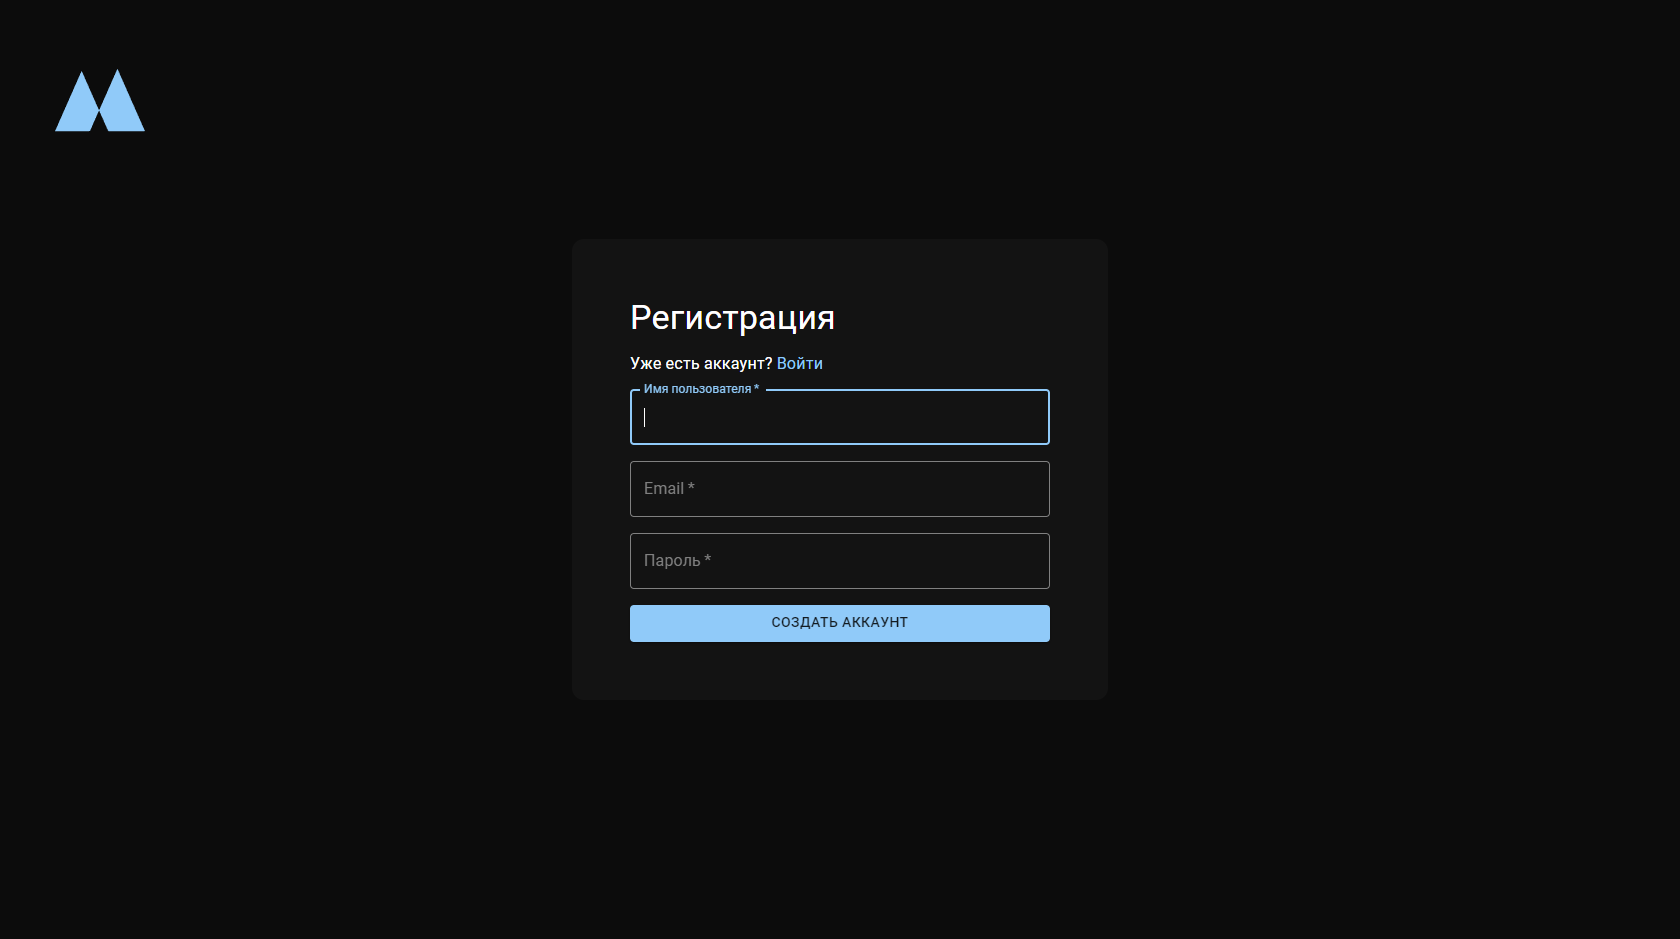 Регистрация
Уже есть аккаунт? Войти
Имя пользователя *
Email *
Пароль *
СОЗДАТЬ АККАУНТ